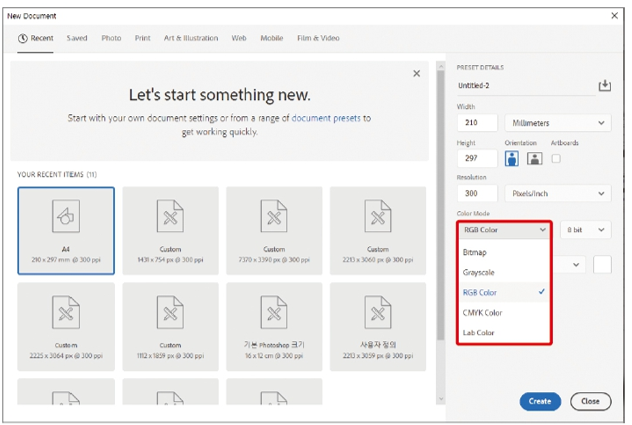 New Document
Recent Saved Photo Print Art & Illustration Web Mobile Film & Video
Let's start something new.
Start with your own document settings or from a range of document presets to
get working quickly.
YOUR RECENT ITEMS (11)
A4
210 x 297 mm @ 300 ppi
Custom
1431 x 754 px @ 300 ppi
Custom
7370 x 3390 px @ 300 ppi
Custom
2213 x 3060 px @ 300 ppi
Custom
2225 x 3064 px @ 300 ppi
Custom
1112 x 1859 px @ 300 ppi
기본 Photoshop 크기
16 x 12 cm @ 300 ppi
사용자 정의
2213 x 3059 px @ 300 ppi
PRESET DETAILS
Untitled-2
Width
210 Millimeters
Height Orientation Artboards
297
Resolution
300 Pixels/Inch
Color Mode
RGB Color 8 bit
Bitmap
Grayscale
RGB Color
CMYK Color
Lab Color
Create Close